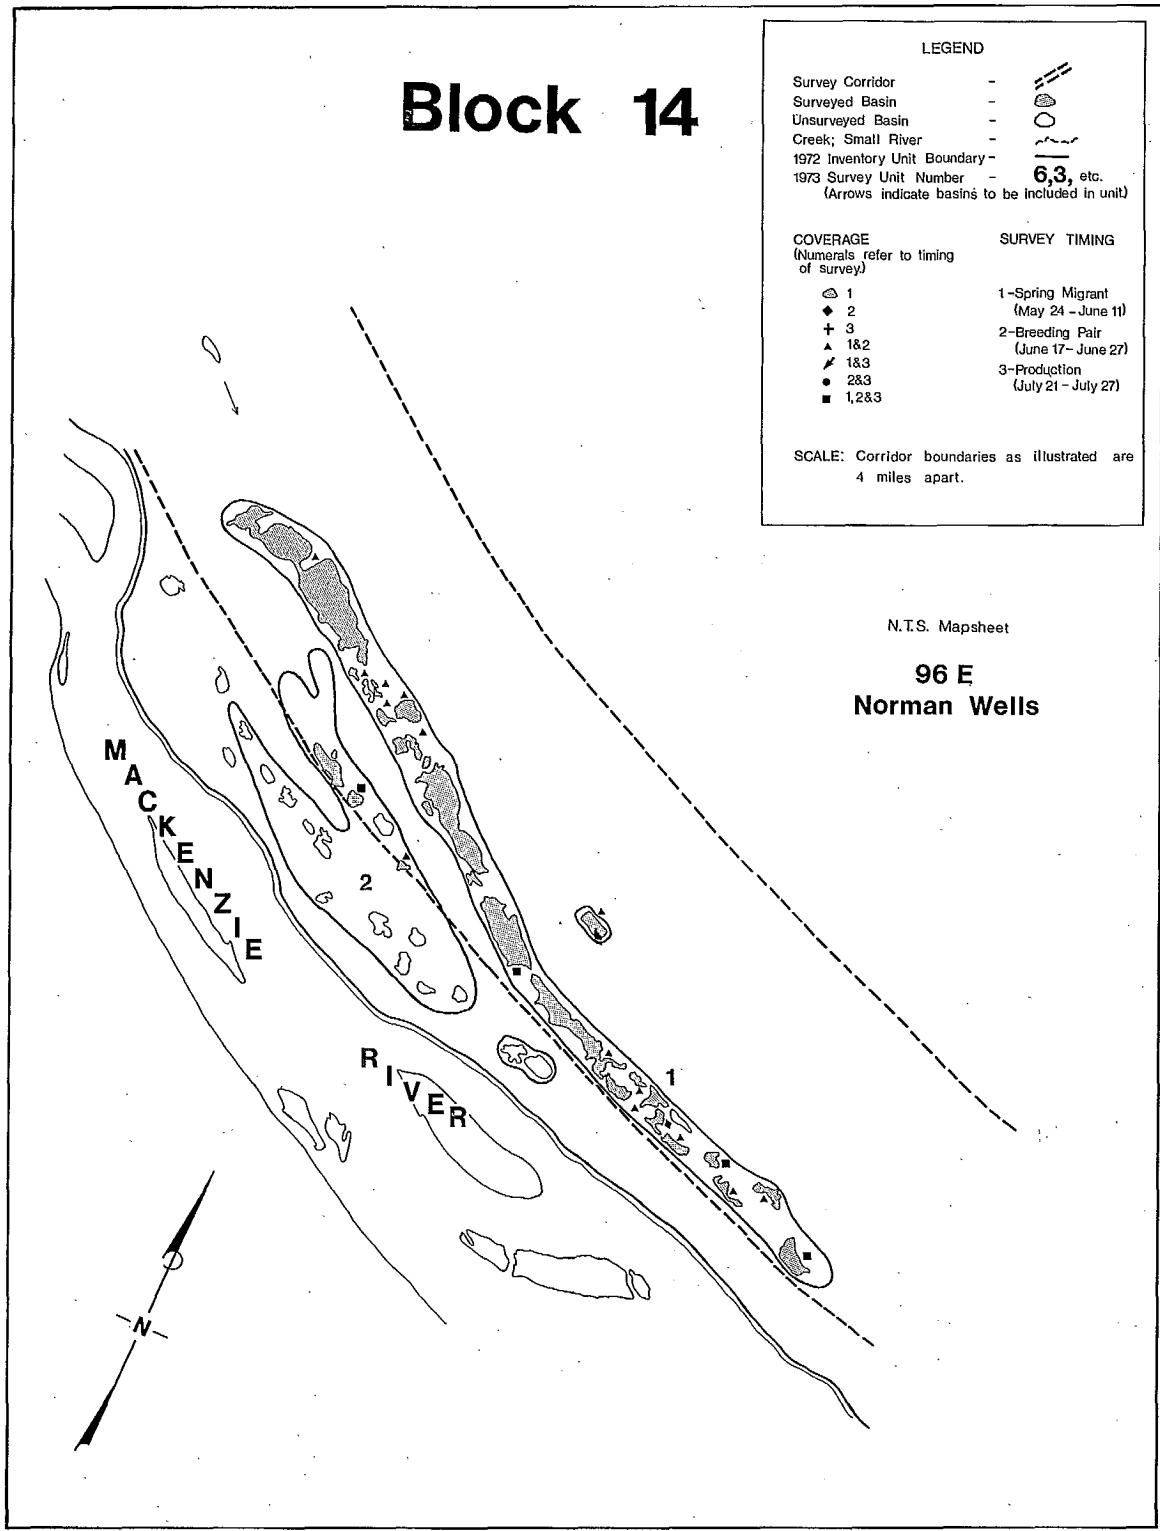 Block 14
LEGEND
Survey Corridor -
Surveyed Basin -
Unsurveyed Basin -
Creek; Small River -
1972 Inventory Unit Boundary -
1973 Survey Unit Number - 6,3, etc.
(Arrows indicate basins to be included in unit)
COVERAGE
(Numerals refer to timing
of survey.)
1
2
3
1&2
1&3
2&3
1,2&3
SURVEY TIMING
1-Spring Migrant
(May 24 - June 11)
2-Breeding Pair
(June 17- June 27)
3-Production
(July 21 - July 27)
SCALE: Corridor boundaries as illustrated are
4 miles apart.
N.T.S. Mapsheet
96 E
Norman Wells
MACKENZIE
RIVER
2
1
N